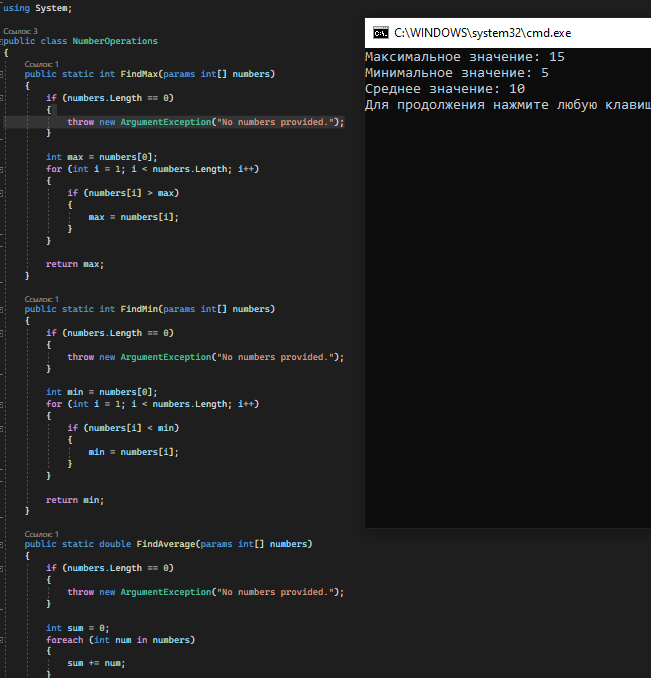 using System;
Ссылок: 3
public class NumberOperations
{
Ссылок: 1
public static int FindMax(params int[] numbers)
{
if (numbers.Length == 0)
{
throw new ArgumentException("No numbers provided.");
}
int max = numbers[0];
for (int i = 1; i < numbers.Length; i++)
{
if (numbers[i] > max)
{
max = numbers[i];
}
}
return max;
}
Ссылок: 1
public static int FindMin(params int[] numbers)
{
if (numbers.Length == 0)
{
throw new ArgumentException("No numbers provided.");
}
int min = numbers[0];
for (int i = 1; i < numbers.Length; i++)
{
if (numbers[i] < min)
{
min = numbers[i];
}
}
return min;
}
Ссылок: 1
public static double FindAverage(params int[] numbers)
{
if (numbers.Length == 0)
{
throw new ArgumentException("No numbers provided.");
}
int sum = 0;
foreach (int num in numbers)
{
sum += num;
}
C:\WINDOWS\system32\cmd.exe
Максимальное значение: 15
Минимальное значение: 5
Среднее значение: 10
Для продолжения нажмите любую клавиш